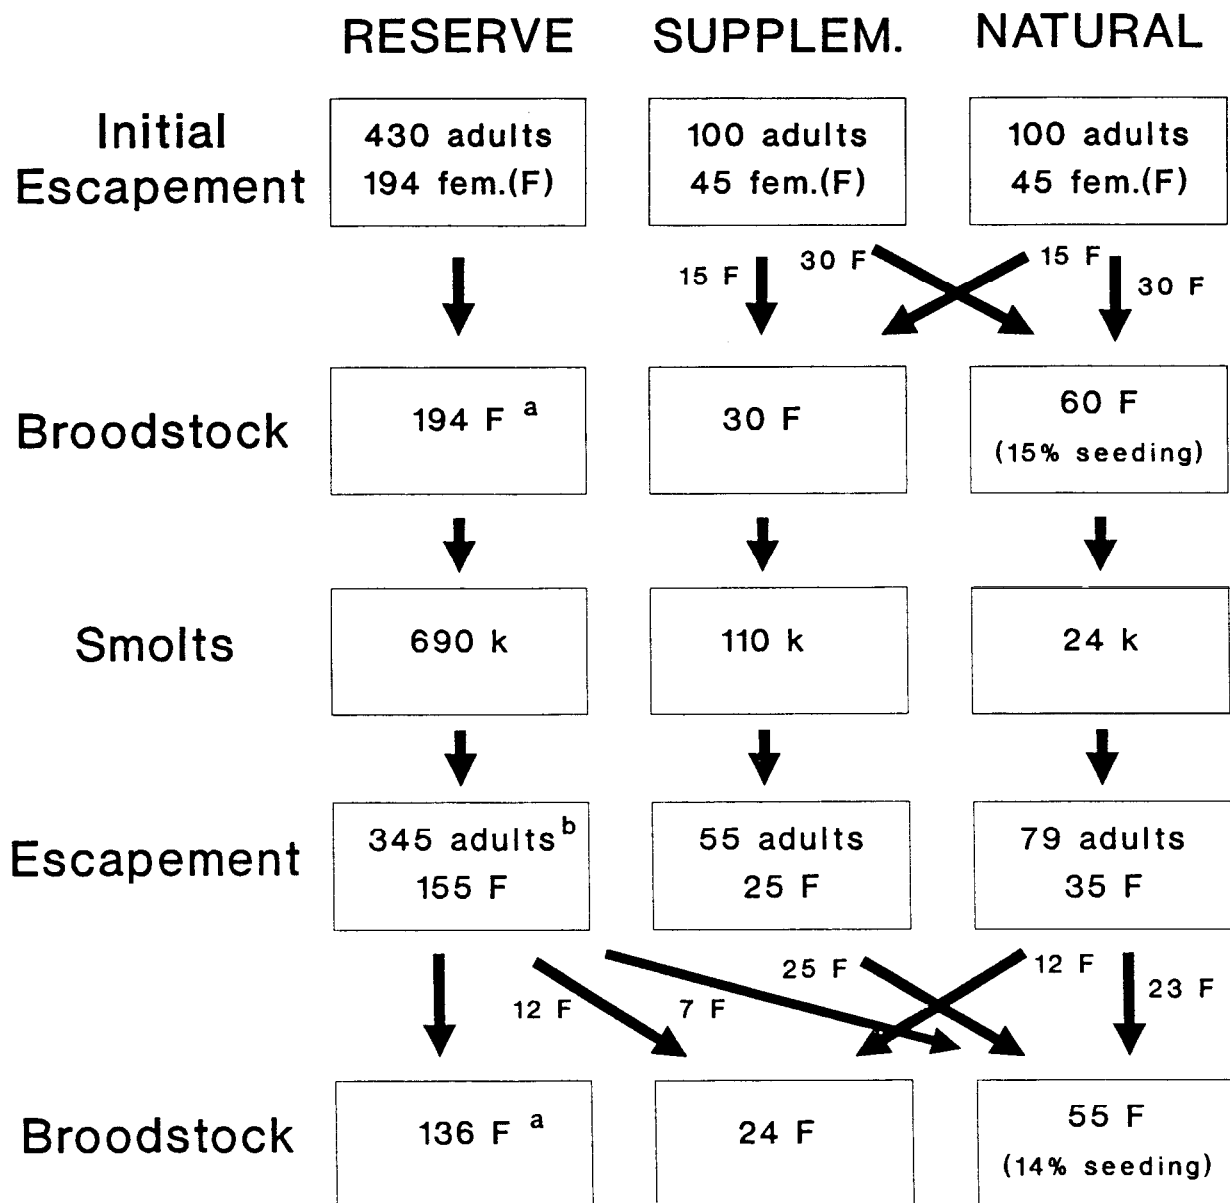 RESERVE SUPPLEM. NATURAL
Initial
Escapement
430 adults
194 fem.(F)
100 adults
45 fem.(F)
100 adults
45 fem.(F)
15 F
30 F
15 F
30 F
Broodstock
194 F a
30 F
60 F
(15% seeding)
Smolts
690 k
110 k
24 k
Escapement
345 adults b
155 F
55 adults
25 F
79 adults
35 F
12 F
7 F
25 F
12 F
23 F
Broodstock
136 F a
24 F
55 F
(14% seeding)